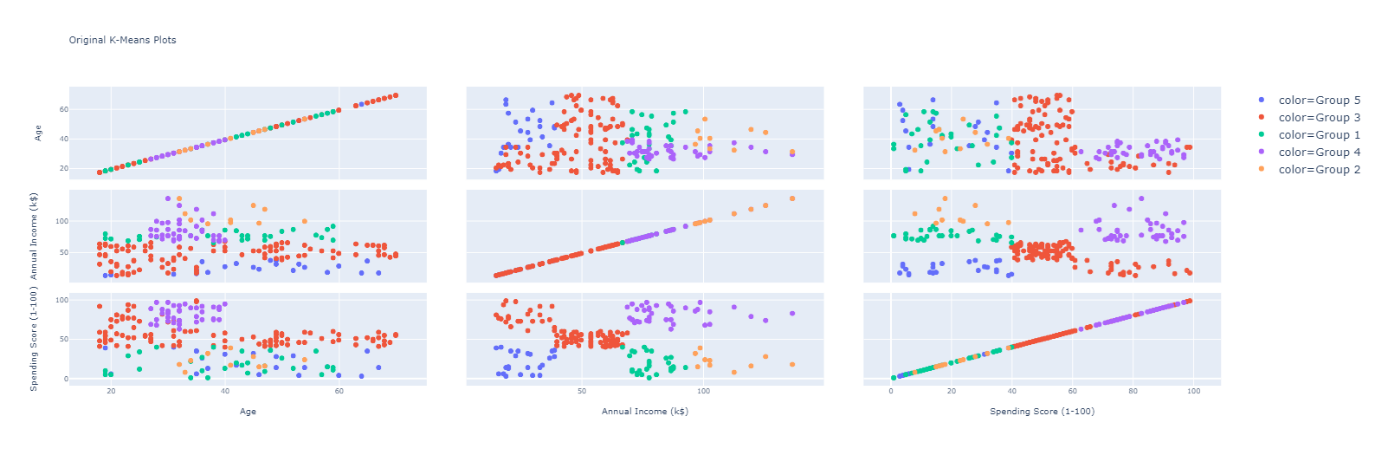 Original K-Means Plots
color=Group 5
color=Group 3
color=Group 1
color=Group 4
color=Group 2
Age
60
40
20
Annual Income (k$)
100
50
Spending Score (1-100)
100
50
0
20
40
60
50
100
0
20
40
60
80
100
Age
Annual Income (k$)
Spending Score (1-100)